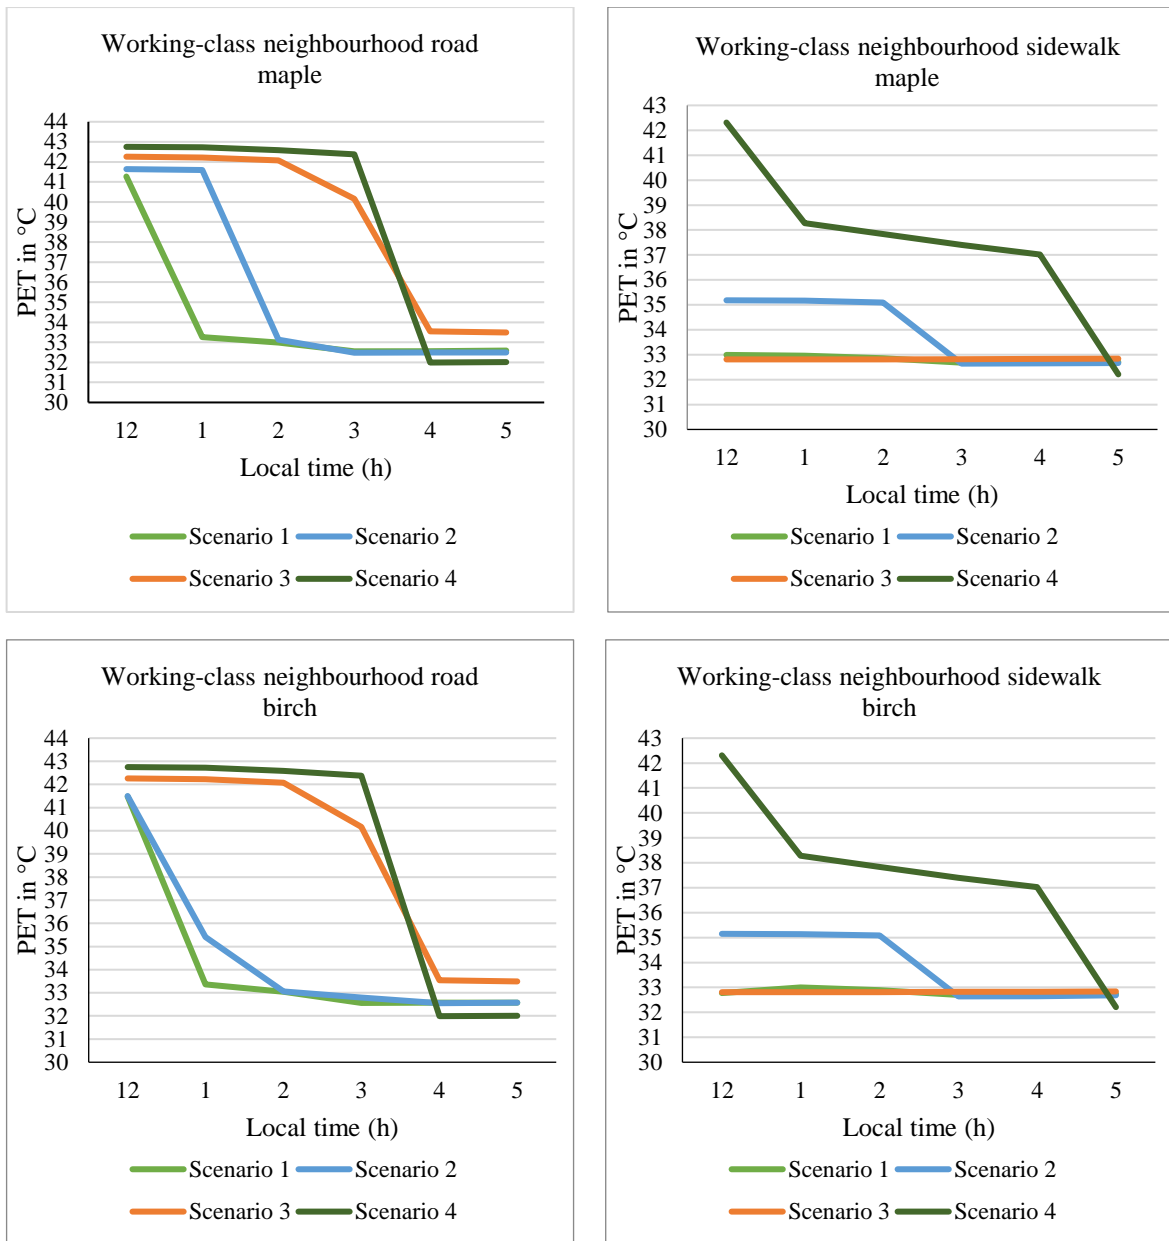 Working-class neighbourhood road
maple
PET in °C
44
43
42
41
40
39
38
37
36
35
34
33
32
31
30
12 1 2 3 4 5
Local time (h)
Scenario 1 Scenario 2
Scenario 3 Scenario 4
Working-class neighbourhood sidewalk
maple
PET in °C
43
42
41
40
39
38
37
36
35
34
33
32
31
30
12 1 2 3 4 5
Local time (h)
Scenario 1 Scenario 2
Scenario 3 Scenario 4
Working-class neighbourhood road
birch
PET in °C
44
43
42
41
40
39
38
37
36
35
34
33
32
31
30
12 1 2 3 4 5
Local time (h)
Scenario 1 Scenario 2
Scenario 3 Scenario 4
Working-class neighbourhood sidewalk
birch
PET in °C
43
42
41
40
39
38
37
36
35
34
33
32
31
30
12 1 2 3 4 5
Local time (h)
Scenario 1 Scenario 2
Scenario 3 Scenario 4